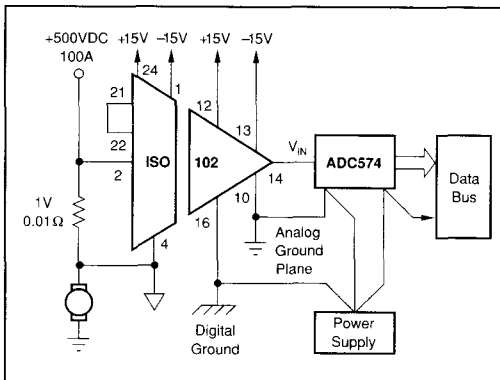 +500VDC
100A
+15V
–15V
+15V
–15V
24
1
21
22
2
ISO
4
12
13
102
14
10
16
V_IN
ADC574
Data
Bus
1V
0.01Ω
Analog
Ground
Plane
Digital
Ground
Power
Supply